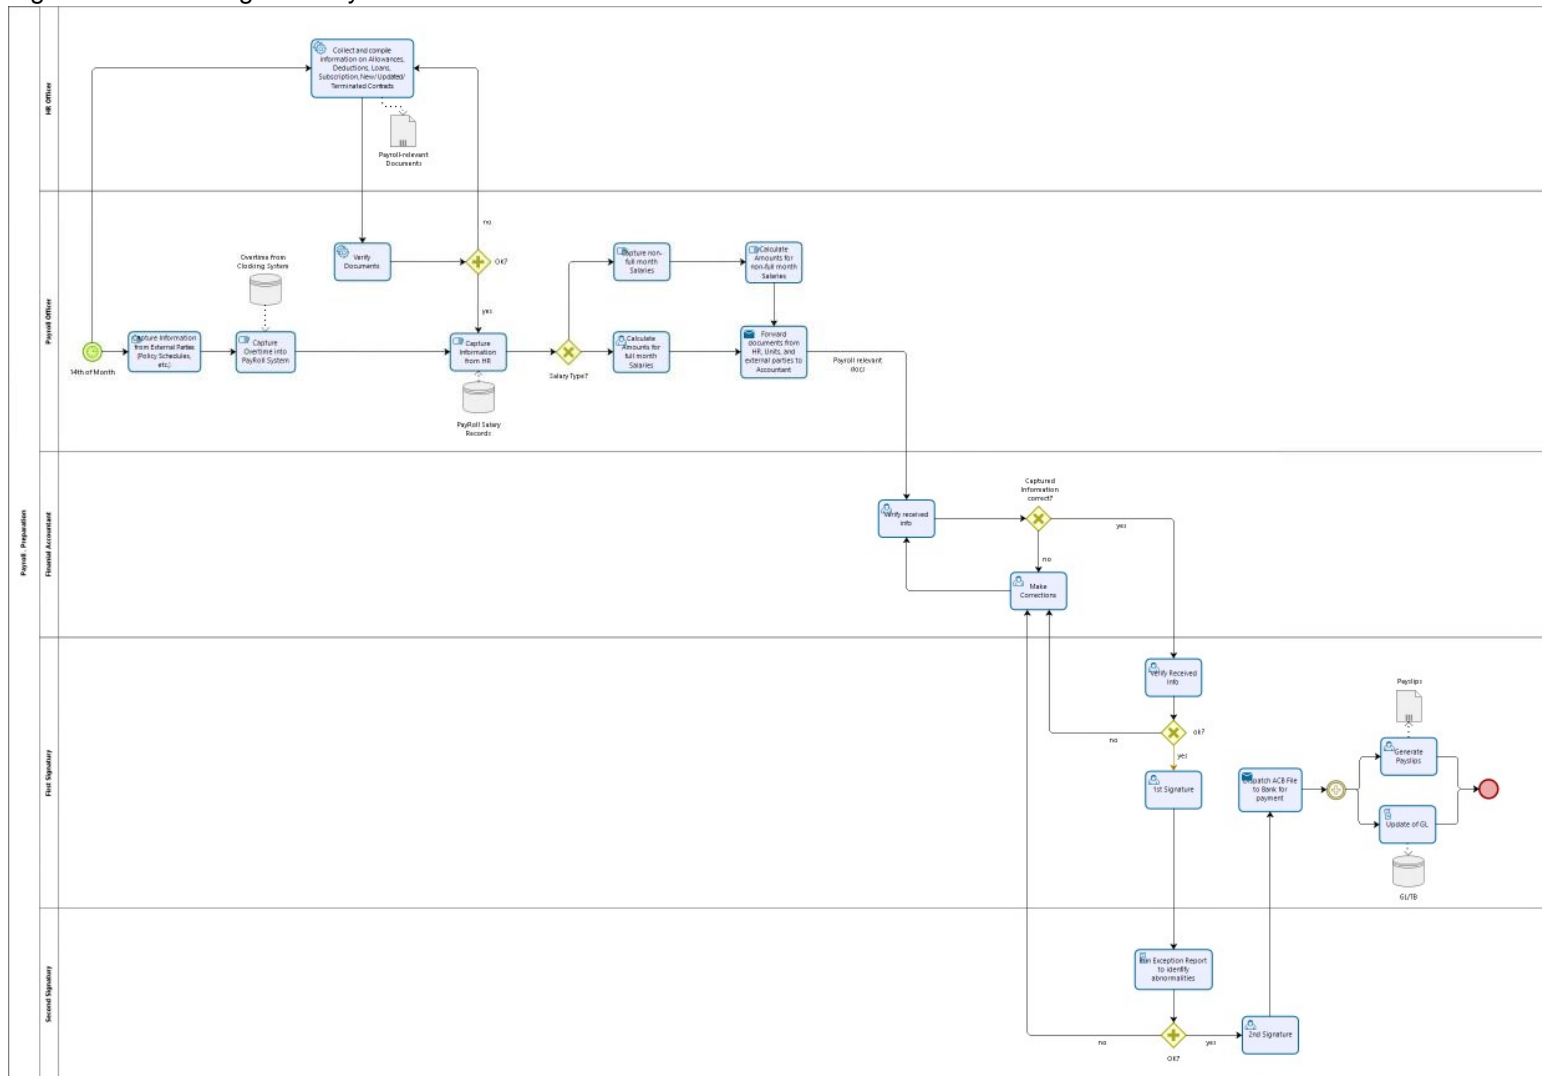 Payroll . Preparation
HR Officer
Collect and compile
information on Allowances,
Deductions, Loans,
Subscription, New/ Updated/
Terminated Contracts
Payroll-relevant
Documents
no
Payroll Officer
Verify
Documents
OK?
yes
Overtime from
Clocking System
14th of Month
Capture Information
from External Parties
(Policy Schedules,
etc.)
Capture
Overtime into
PayRoll System
Capture
Information
from HR
PayRoll Salary
Records
Salary Type?
Capture non-
full month
Salaries
Calculate
Amounts for
non-full month
Salaries
Calculate
Amounts for
full month
Salaries
Forward
documents from
HR, Units, and
external parties to
Accountant
Payroll relevant
docs
Finanial Accountant
Verify received
info
Captured
Information
correct?
yes
no
Make
Corrections
First Signatury
Verify Received
Info
ok?
no
yes
1st Signature
Dispatch ACB File
to Bank for
payment
Payslips
Generate
Payslips
Update of GL
GL/TB
Second Signatury
Run Exception Report
to identify
abnormalities
no
OK?
yes
2nd Signature